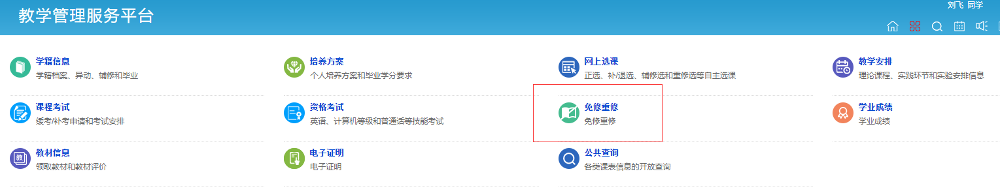 刘飞 同学
教学管理服务平台
学籍信息
学籍档案、异动、辅修和毕业
培养方案
个人培养方案和毕业学分要求
网上选课
正选、补/退选、辅修选和重修选等自主选课
教学安排
理论课程、实践环节和实验安排信息
课程考试
缓考/补考申请和考试安排
资格考试
英语、计算机等级和普通话等技能考试
免修重修
免修重修
学业成绩
学业成绩
教
教材信息
领取教材和教材评价
电子证明
电子证明
公共查询
各类课表信息的开放查询